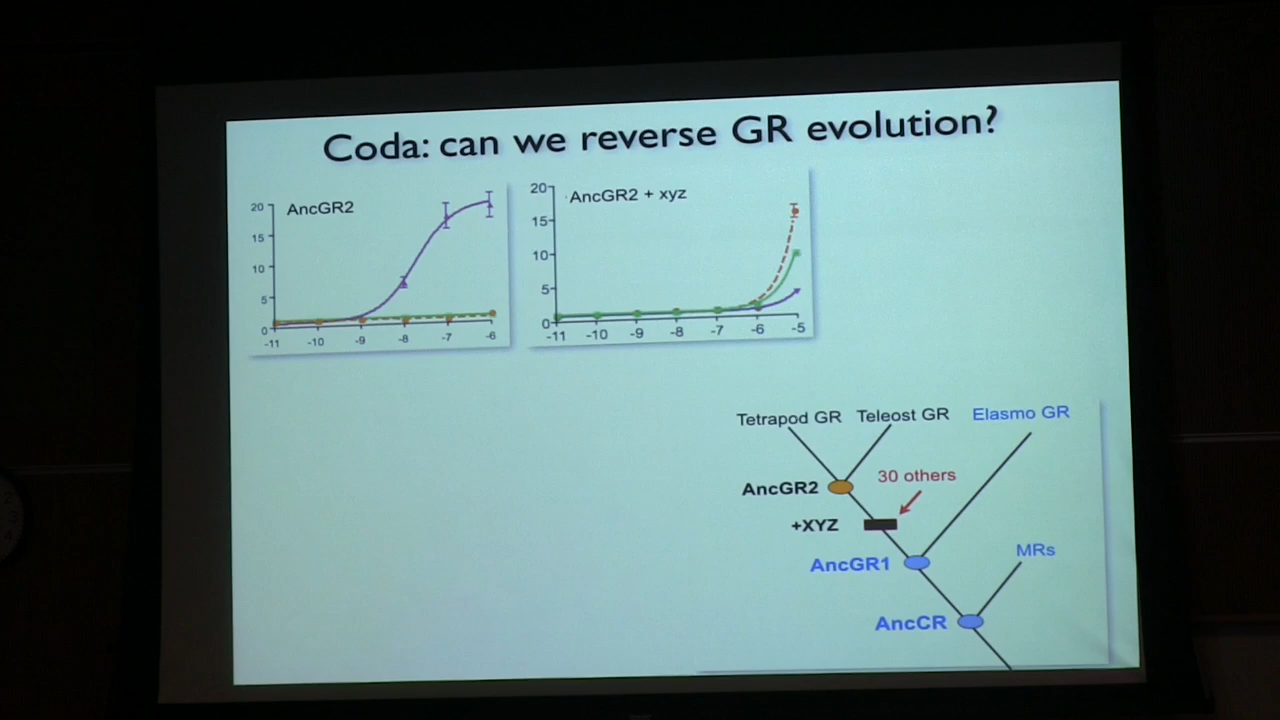 Coda: can we reverse GR evolution?
AncGR2
20
15
10
5
0
-11 -10 -9 -8 -7 -6
AncGR2 + xyz
20
15
10
5
0
-11 -10 -9 -8 -7 -6 -5
Tetrapod GR Teleost GR Elasmo GR
30 others
AncGR2
+XYZ
MRs
AncGR1
AncCR